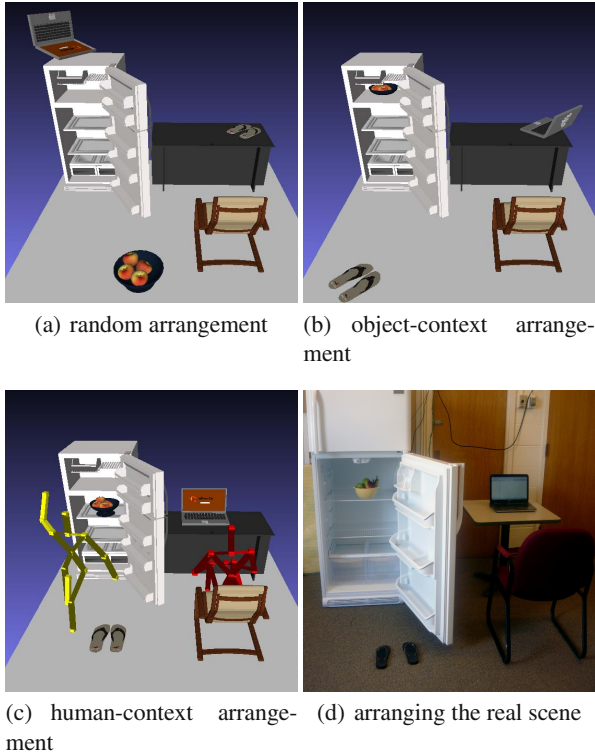 (a) random arrangement
(b) object-context arrange-
ment
(c) human-context arrange-
ment
(d) arranging the real scene